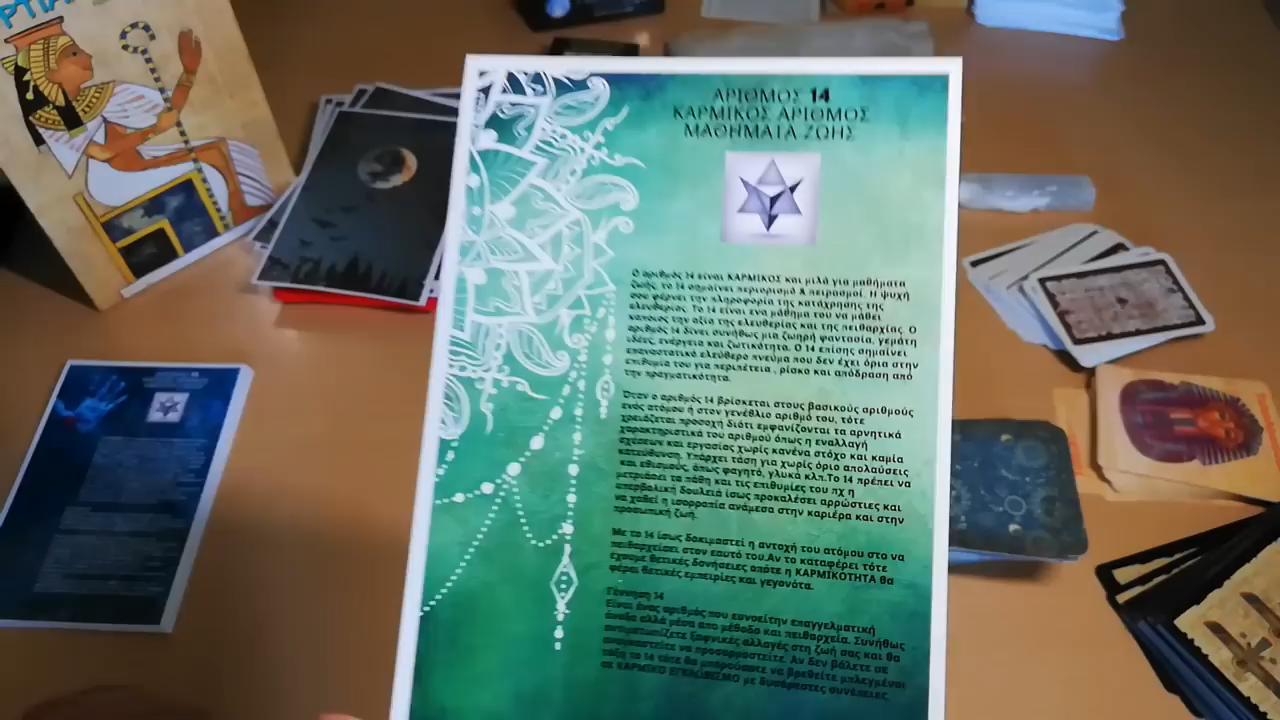 ΑΡΙΘΜΟΣ 14
ΚΑΡΜΙΚΟΣ ΑΡΙΘΜΟΣ
ΜΑΘΗΜΑΤΑ ΖΩΗΣ
Ο αριθμός 14 είναι ΚΑΡΜΙΚΟΣ και μιλά για μαθήματα
ζωής. το 14 σημαίνει περιορισμό & πειρασμοί. Η ψυχή
σου φέρνει την πληροφορία της κατάχρησης της
ελευθερίας. Το 14 είναι ενα μάθημα του να μάθει
κάποιος την αξία της ελευθερίας και της πειθαρχίας. Ο
αριθμός 14 δίνει συνήθως μια ζωηρή φαντασία, γεμάτη
ιδέες, ενέργεια και ζωτικότητα. Ο 14 επίσης σημαίνει
επαναστατικό ελεύθερο πνεύμα που δεν έχει όρια στην
επιθυμία του για περιπέτεια , ρίσκο και απόδραση από
την πραγματικότητα.
Όταν ο αριθμός 14 βρίσκεται στους βασικούς αριθμούς
ενός ατόμου ή στον γενέθλιο αριθμό του, τότε
χρειάζεται προσοχή διότι εμφανίζονται τα αρνητικά
χαρακτηριστικά του αριθμού όπως η εναλλαγή
σχέσεων και εργασίας χωρίς κανένα στόχο και καμία
κατεύθυνση. Υπάρχει τάση για χωρίς όριο απολαύσεις
και εθισμούς, όπως φαγητό, γλυκά κλπ.Το 14 πρέπει να
μετριάσει τα πάθη και τις επιθυμίες του πχ η
υπερβολική δουλειά ίσως προκαλέσει αρρώστιες και
να χαθεί η ισορροπία ανάμεσα στην καριέρα και στην
προσωπική ζωή.
Με το 14 ίσως δοκιμαστεί η αντοχή του ατόμου στο να
πειθαρχείσει στον εαυτό του.Αν το καταφέρει τότε
έχουμε θετικές δονήσεις οπότε η ΚΑΡΜΙΚΟΤΗΤΑ θα
φέρει θετικές εμπειρίες και γεγονότα.
Γέννηση 14
Είναι ένας αριθμός που ευνοείτην επαγγελματική
άνοδο αλλά μέσα απο μέθοδο και πειθαρχεία. Συνήθως
αντιμετωπίζετε ξαφνικές αλλαγές στη ζωή σας και θα
αναγκαστείτε να προσαρμοστείτε. Αν δεν βάλετε σε
τάξη το 14 τότε θα μπορούσατε να βρεθείτε μπλεγμένοι
σε ΚΑΡΜΙΚΟ ΕΓΚΛΩΒΙΣΜΟ με δυσάρεστες συνέπειες.